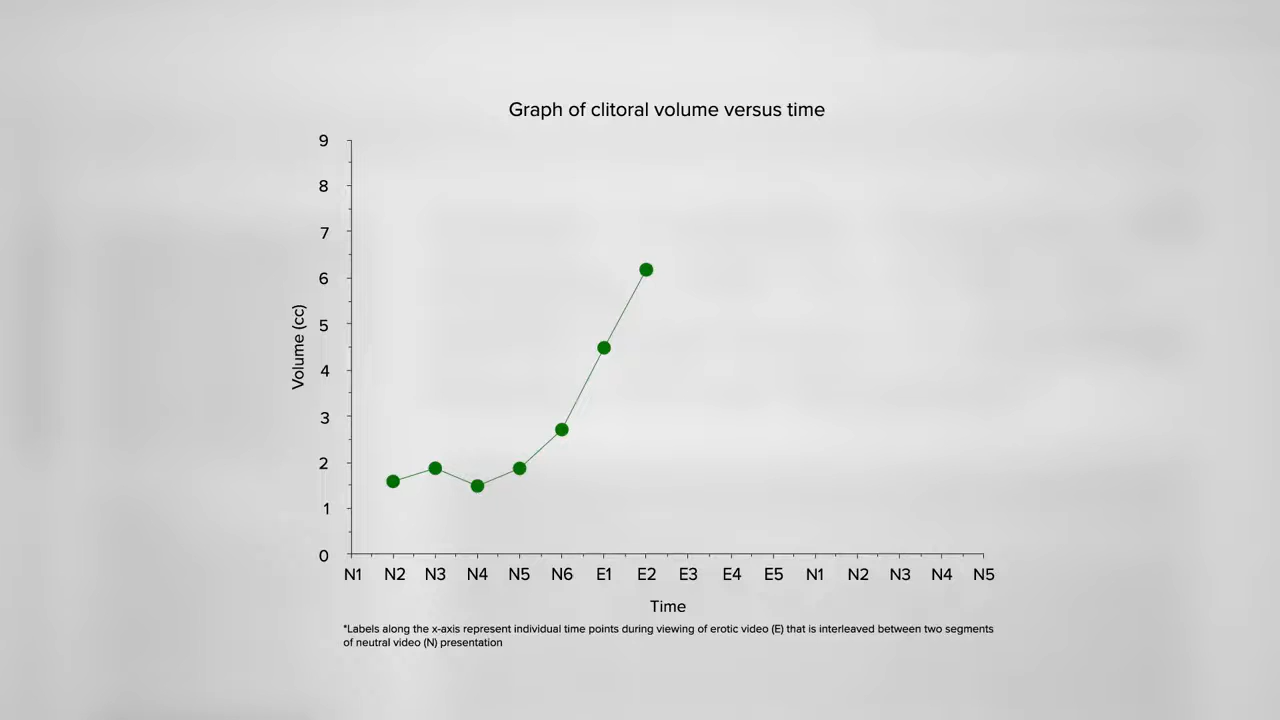 Graph of clitoral volume versus time
9
8
7
6
5
4
3
2
1
0
Volume (cc)
N1 N2 N3 N4 N5 N6 E1 E2 E3 E4 E5 N1 N2 N3 N4 N5
Time
*Labels along the x-axis represent individual time points during viewing of erotic video (E) that is interleaved between two segments
of neutral video (N) presentation